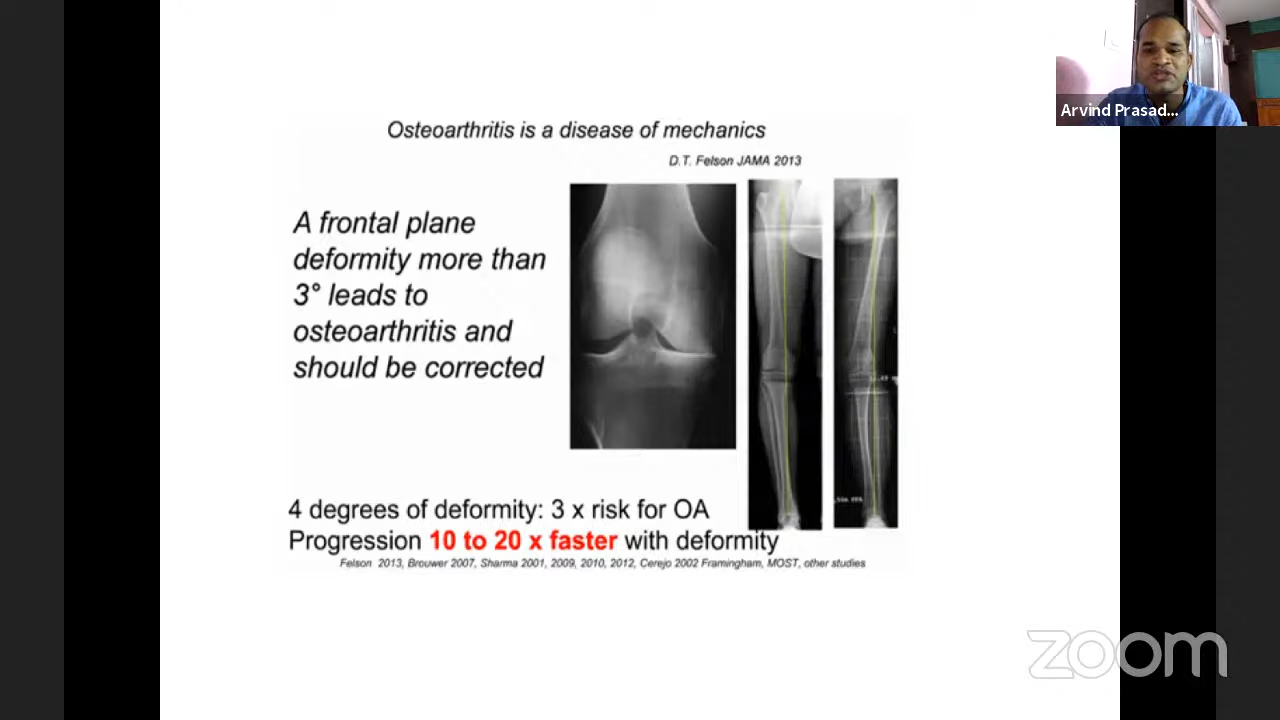 Arvind Prasad...
Osteoarthritis is a disease of mechanics
D.T. Felson JAMA 2013
A frontal plane
deformity more than
3° leads to
osteoarthritis and
should be corrected
4 degrees of deformity: 3 x risk for OA
Progression 10 to 20 x faster with deformity
Felson 2013, Brouwer 2007, Sharma 2001, 2009, 2010, 2012, Cerejo 2002 Framingham, MOST, other studies
zoom